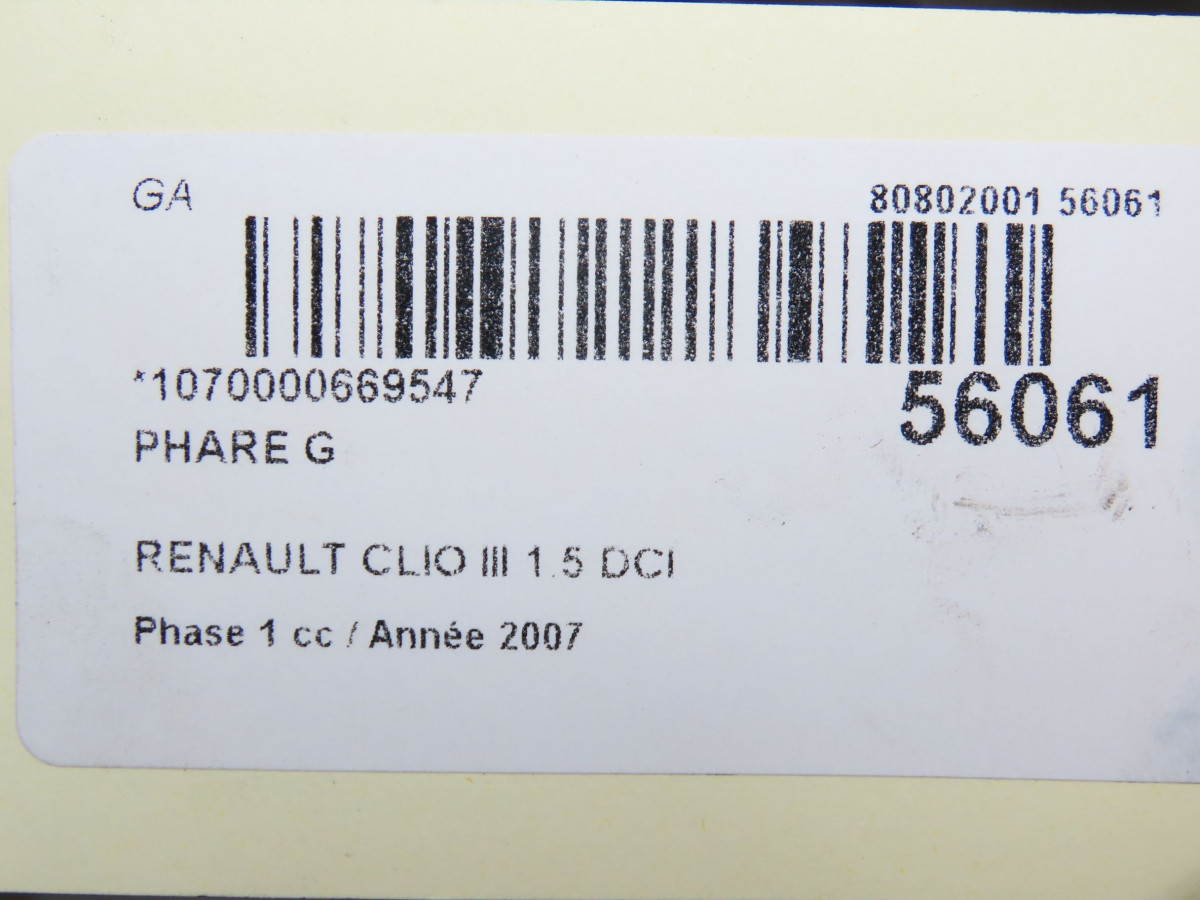 GA
80802001 56061
*1070000669547
56061
PHARE G
RENAULT CLIO III 1.5 DCI
Phase 1 cc / Année 2007